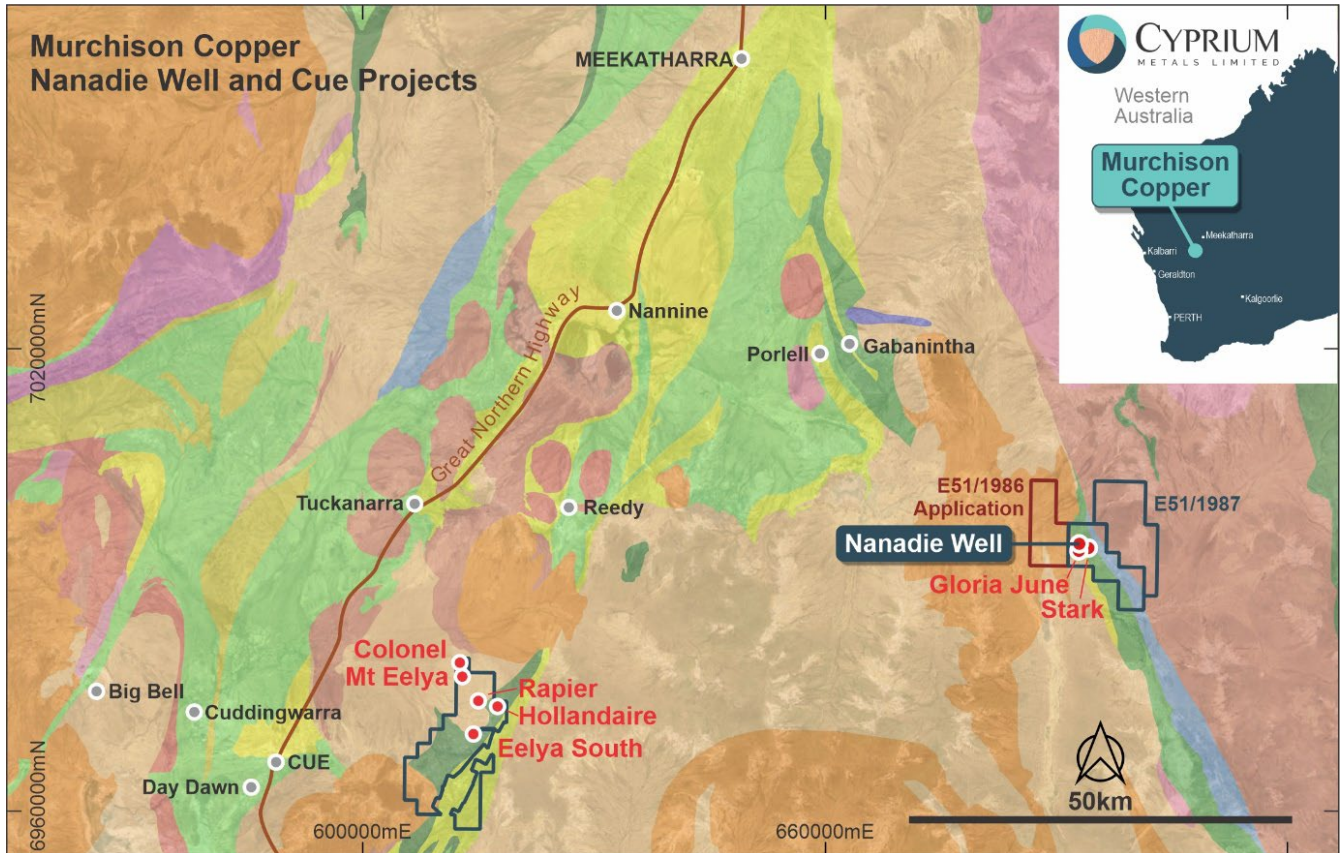 Murchison Copper
Nanadie Well and Cue Projects
MEEKATHARRA
CYPRIUM
METALS LIMITED
Western
Australia
Murchison
Copper
Meekatharra
Kalbarri
Geraldton
Kalgoorlie
PERTH
Great Northern Highway
Nannine
Porlell
Gabanintha
7020000mN
Tuckanarra
Reedy
E51/1986
Application
E51/1987
Nanadie Well
Gloria June
Stark
Colonel
Mt Eelya
Rapier
Hollandaire
Eelya South
Big Bell
Cuddingwarra
CUE
Day Dawn
6960000mN
600000mE
660000mE
50km